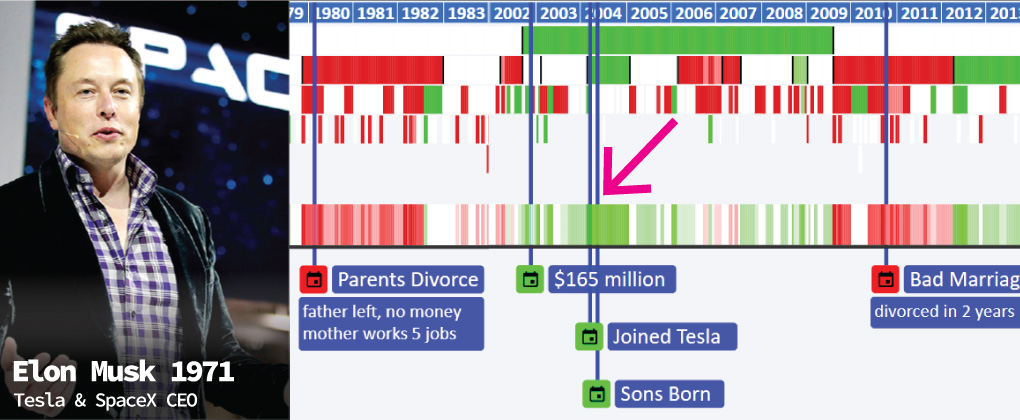 SPAC
79 1980 1981 1982 1983 2002 2003 2004 2005 2006 2007 2008 2009 2010 2011 2012 201
Parents Divorce
father left, no money
mother works 5 jobs
$165 million
Bad Marriag
divorced in 2 years
Joined Tesla
Sons Born
Elon Musk 1971
Tesla & SpaceX CEO